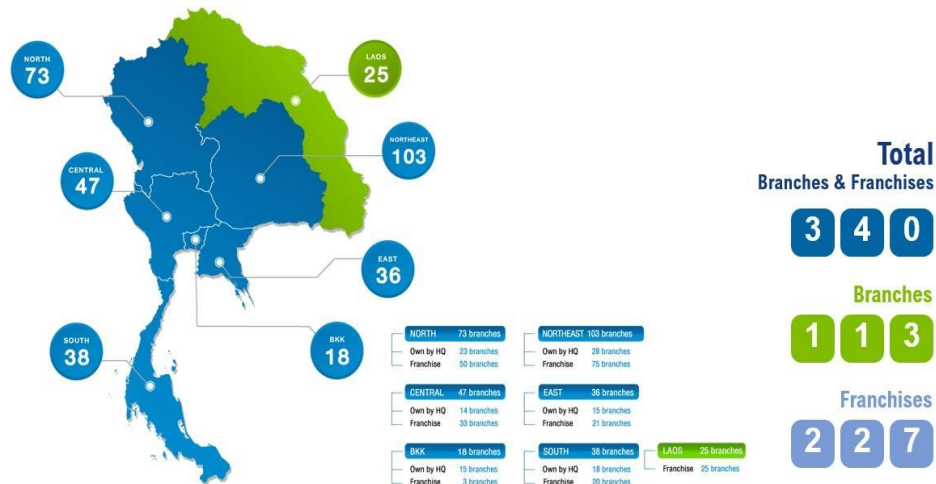 NORTH
73
LAOS
25
NORTHEAST
103
CENTRAL
47
EAST
36
SOUTH
38
BKK
18
Total
Branches & Franchises
3 4 0
Branches
1 1 3
Franchises
2 2 7
NORTH 73 branches
Own by HQ 23 branches
Franchise 50 branches
NORTHEAST 103 branches
Own by HQ 28 branches
Franchise 75 branches
CENTRAL 47 branches
Own by HQ 14 branches
Franchise 33 branches
EAST 36 branches
Own by HQ 15 branches
Franchise 21 branches
BKK 18 branches
Own by HQ 15 branches
Franchise 3 branches
SOUTH 38 branches
Own by HQ 18 branches
Franchise 20 branches
LAOS 25 branches
Franchise 25 branches